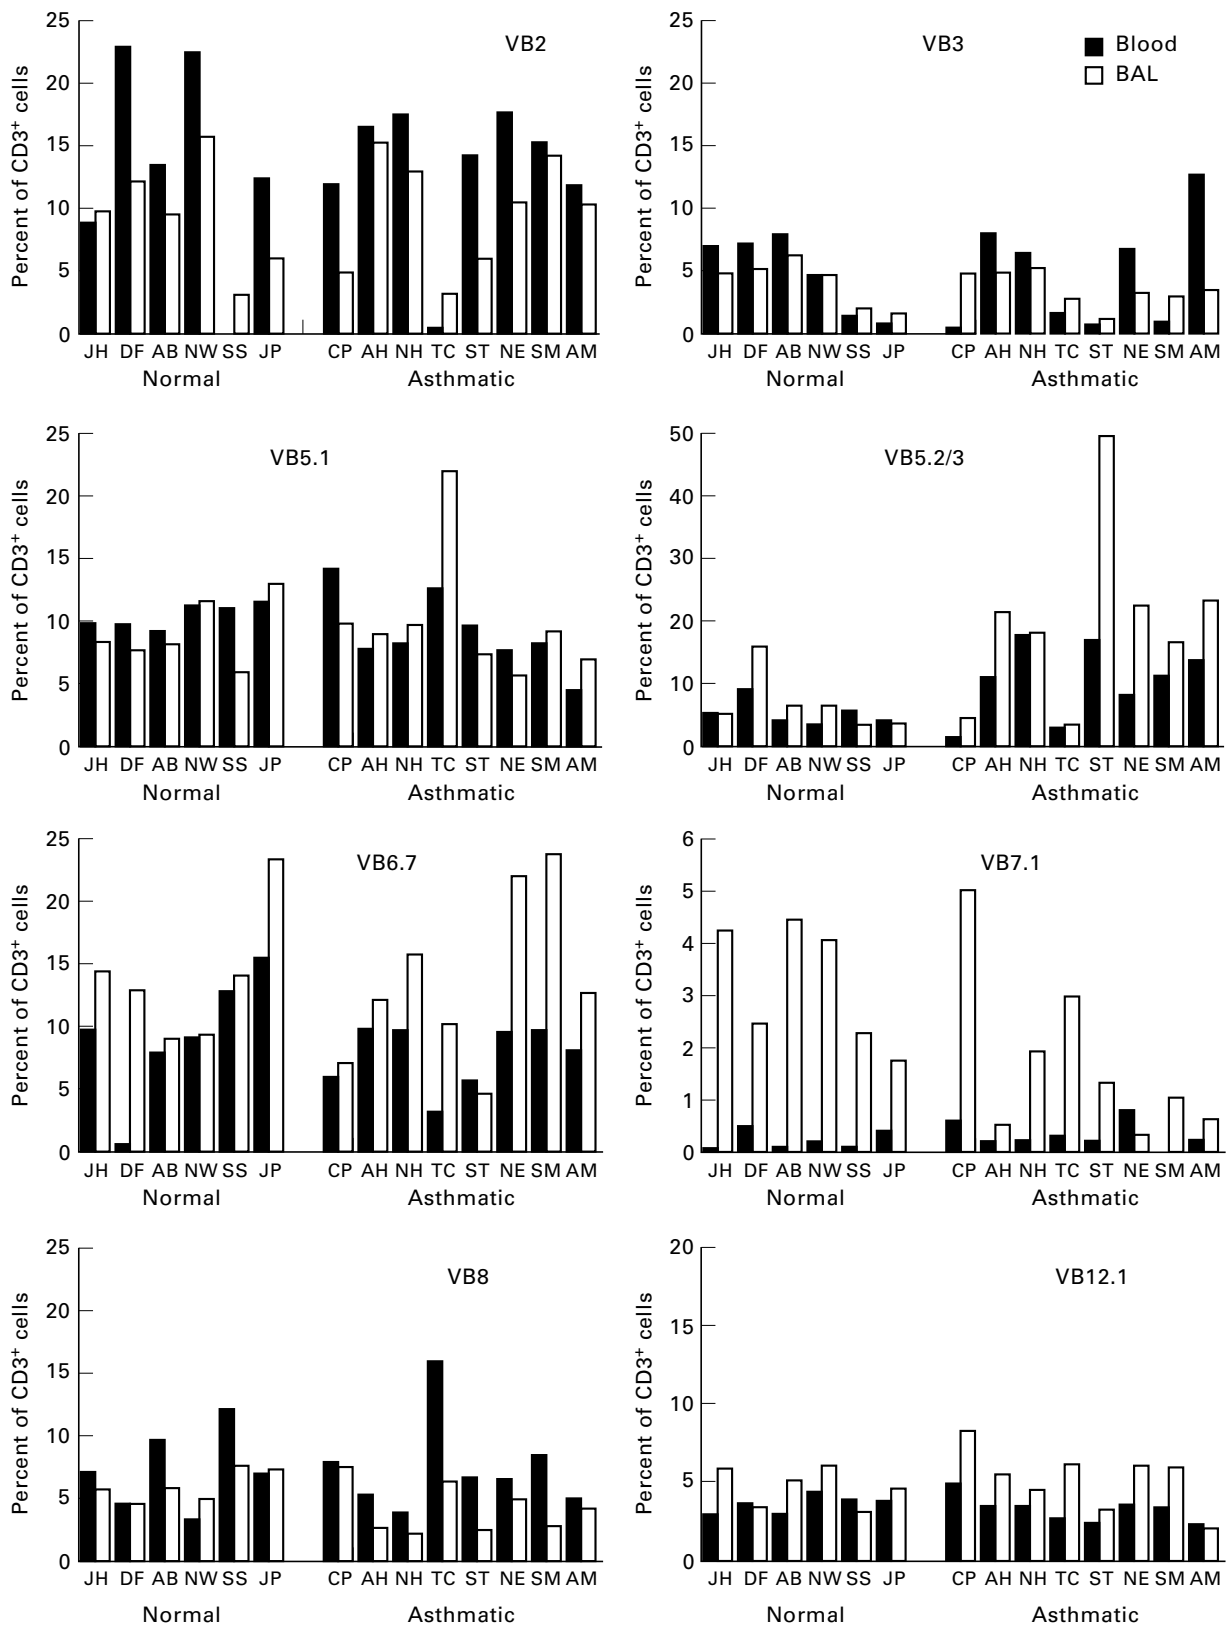 25
20
15
10
5
0
Percent of CD3+ cells
VB2
JH DF AB NW SS JP CP AH NH TC ST NE SM AM
Normal Asthmatic
25
20
15
10
5
0
Percent of CD3+ cells
VB3
Blood
BAL
JH DF AB NW SS JP CP AH NH TC ST NE SM AM
Normal Asthmatic
25
20
15
10
5
0
Percent of CD3+ cells
VB5.1
JH DF AB NW SS JP CP AH NH TC ST NE SM AM
Normal Asthmatic
50
40
30
20
10
0
Percent of CD3+ cells
VB5.2/3
JH DF AB NW SS JP CP AH NH TC ST NE SM AM
Normal Asthmatic
25
20
15
10
5
0
Percent of CD3+ cells
VB6.7
JH DF AB NW SS JP CP AH NH TC ST NE SM AM
Normal Asthmatic
6
5
4
3
2
1
0
Percent of CD3+ cells
VB7.1
JH DF AB NW SS JP CP AH NH TC ST NE SM AM
Normal Asthmatic
25
20
15
10
5
0
Percent of CD3+ cells
VB8
JH DF AB NW SS JP CP AH NH TC ST NE SM AM
Normal Asthmatic
20
15
10
5
0
Percent of CD3+ cells
VB12.1
JH DF AB NW SS JP CP AH NH TC ST NE SM AM
Normal Asthmatic